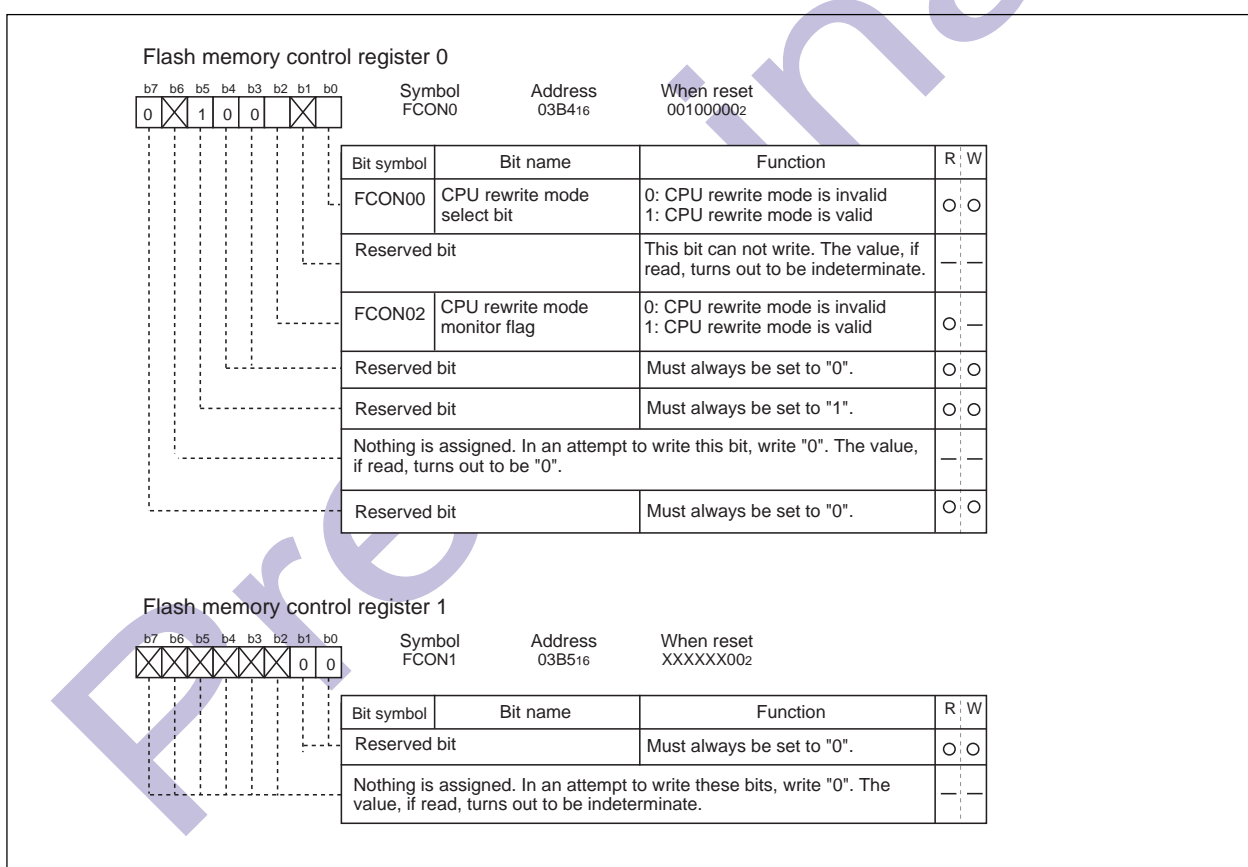 Flash memory control register 0
b7 b6 b5 b4 b3 b2 b1 b0
0 1 0 0
Symbol Address When reset
FCON0 03B416 001000002
Bit symbol Bit name Function R W
FCON00 CPU rewrite mode select bit 0: CPU rewrite mode is invalid
1: CPU rewrite mode is valid
Reserved bit This bit can not write. The value, if
read, turns out to be indeterminate.
— —
FCON02 CPU rewrite mode monitor flag 0: CPU rewrite mode is invalid
1: CPU rewrite mode is valid
—
Reserved bit Must always be set to "0".
Reserved bit Must always be set to "1".
Nothing is assigned. In an attempt to write this bit, write "0". The value,
if read, turns out to be "0".
— —
Reserved bit Must always be set to "0".
Flash memory control register 1
b7 b6 b5 b4 b3 b2 b1 b0
0 0
Symbol Address When reset
FCON1 03B516 XXXXXX002
Bit symbol Bit name Function R W
Reserved bit Must always be set to "0".
Nothing is assigned. In an attempt to write these bits, write "0". The
value, if read, turns out to be indeterminate.
— —